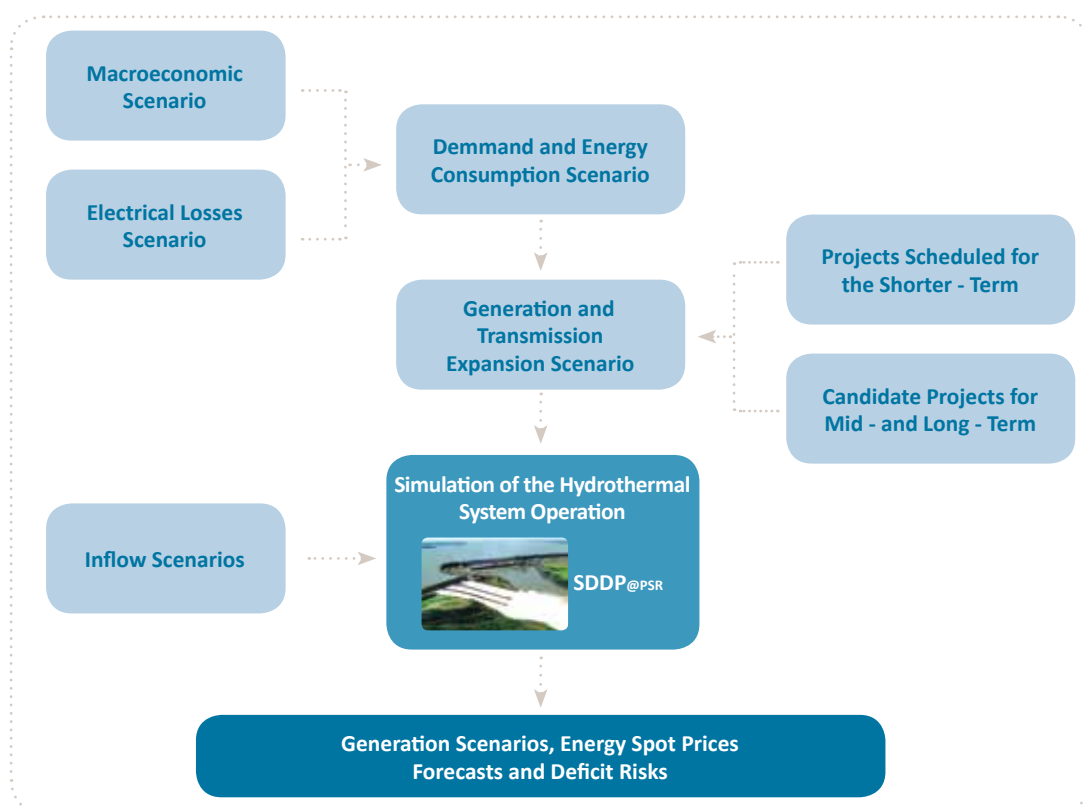 Macroeconomic
Scenario
Electrical Losses
Scenario
Demmand and Energy
Consumption Scenario
Projects Scheduled for
the Shorter - Term
Generation and
Transmission
Expansion Scenario
Candidate Projects for
Mid - and Long - Term
Simulation of the Hydrothermal
System Operation
SDDP@PSR
Inflow Scenarios
Generation Scenarios, Energy Spot Prices
Forecasts and Deficit Risks